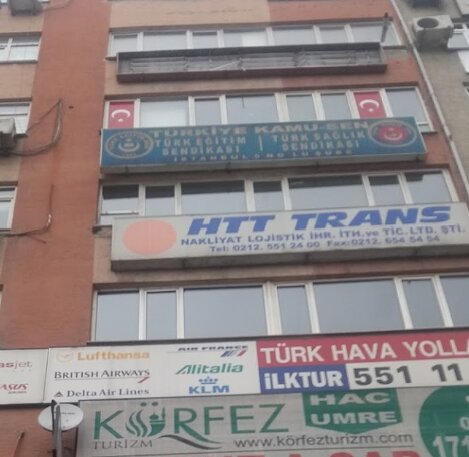 TÜRKİYE KAMU-SEN
TÜRK EĞİTİM SENDİKASI
TÜRK SAĞLIK SENDİKASI
HTT TRANS
NAKLİYAT LOJİSTİK İHR. İTH.ve TİC.LTD. ŞTİ.
Tel: 0212. 551 24 00 Fax:0212. 654 54 54
Lufthansa
AIR FRANCE
BRITISH AIRWAYS
Alitalia
Delta Air Lines
KLM
TÜRK HAVA YOLLA
İLKTUR 551 11
KÖRFEZ
TURİZM
HAC
UMRE
www.körfezturizm.com